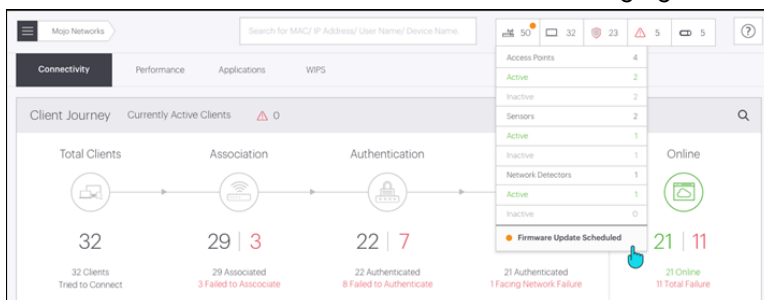 Mojo Networks
Search for MAC/ IP Address/ User Name/ Device Name
50 32 23 5 5 ?
Connectivity Performance Applications WIPS
Access Points 4
Active 2
Inactive 2
Sensors 2
Active 1
Inactive 1
Network Detectors 1
Active 1
Inactive 0
Firmware Update Scheduled
Client Journey Currently Active Clients 0
Total Clients Association Authentication Online
32 29 | 3 22 | 7 21 | 11
32 Clients 29 Associated 22 Authenticated 21 Authenticated 21 Online
Tried to Connect 3 Failed to Asscociate 8 Failed to Authenticate 1 Facing Network Failure 11 Total Failure